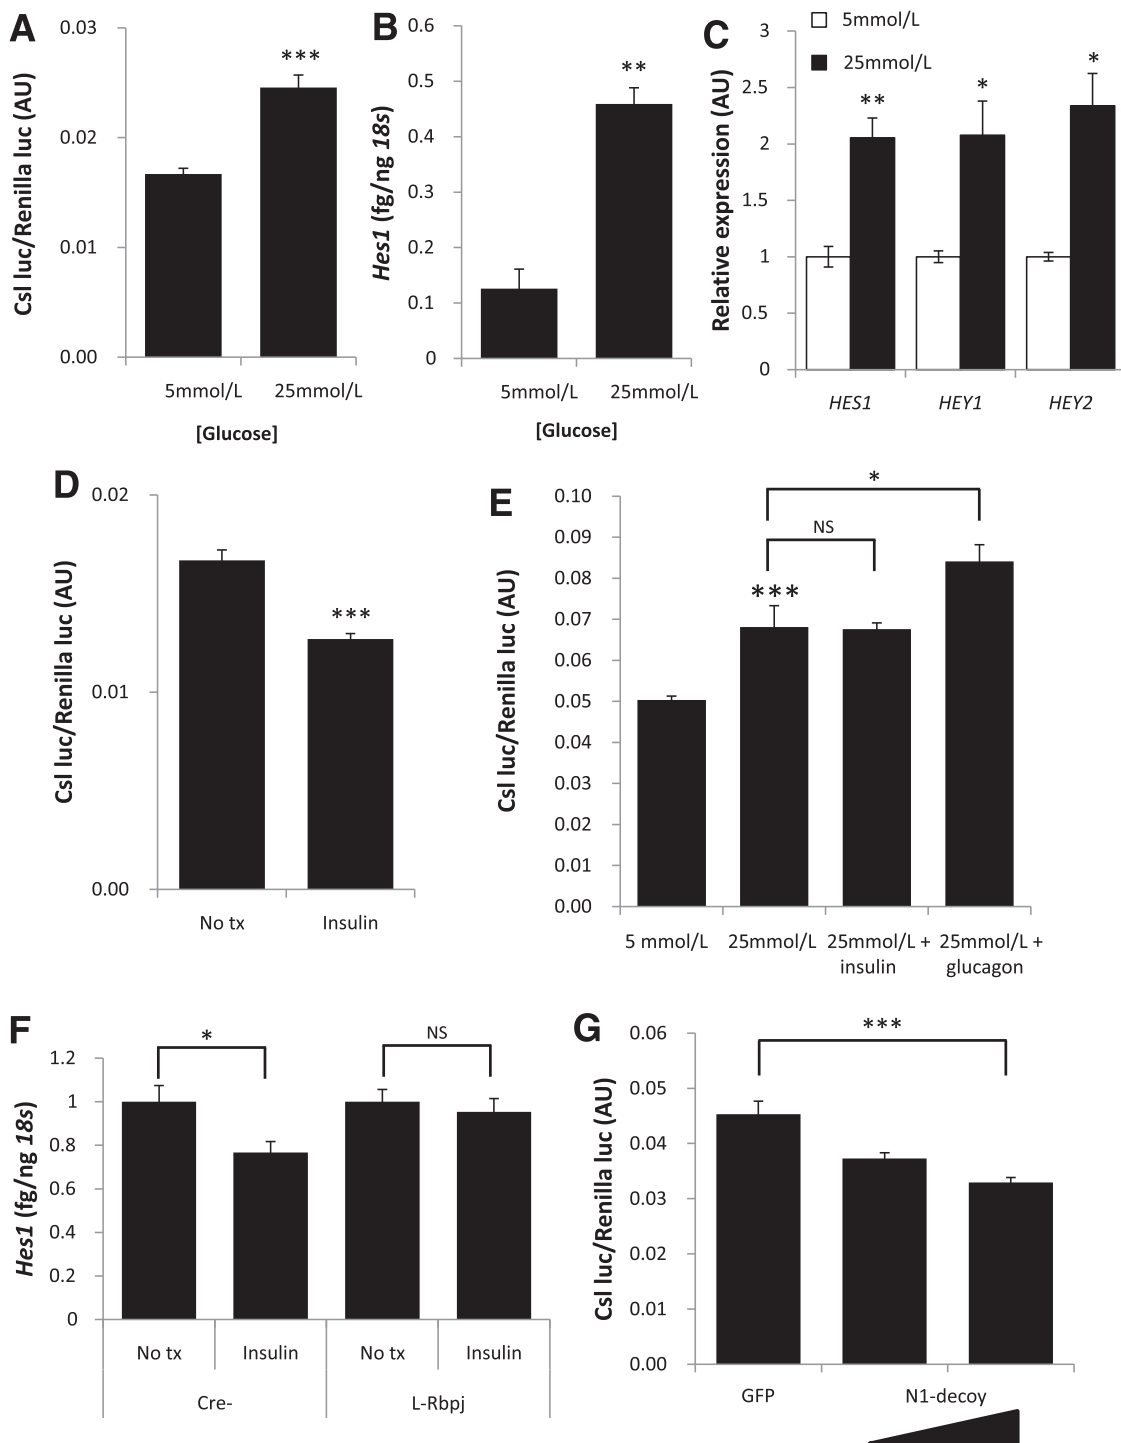 A
Csl luc/Renilla luc (AU)
0.03
0.02
0.01
0.00
***
5mmol/L 25mmol/L
[Glucose]
B
Hes1 (fg/ng 18s)
0.6
0.5
0.4
0.3
0.2
0.1
0
**
5mmol/L 25mmol/L
[Glucose]
C
5mmol/L
25mmol/L
Relative expression (AU)
3
2.5
2
1.5
1
0.5
0
**
*
*
HES1 HEY1 HEY2
D
Csl luc/Renilla luc (AU)
0.02
0.01
0.00
***
No tx Insulin
E
Csl luc/Renilla luc (AU)
0.10
0.09
0.08
0.07
0.06
0.05
0.04
0.03
0.02
0.01
0.00
*
NS
***
5 mmol/L 25mmol/L 25mmol/L + 25mmol/L +
insulin glucagon
F
Hes1 (fg/ng 18s)
1.2
1
0.8
0.6
0.4
0.2
0
*
NS
No tx Insulin No tx Insulin
Cre- L-Rbpj
G
Csl luc/Renilla luc (AU)
0.06
0.05
0.04
0.03
0.02
0.01
0.00
***
GFP N1-decoy